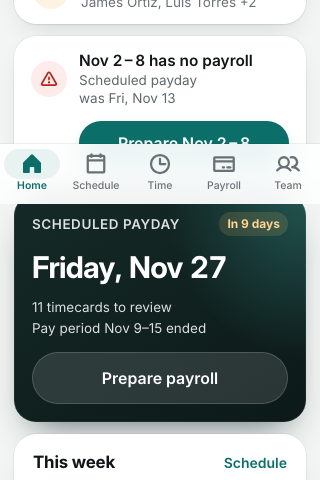 James Ortiz, Luis Torres +2
Nov 2 – 8 has no payroll
Scheduled payday
was Fri, Nov 13
Prepare Nov 2 – 8
Home
Schedule
Time
Payroll
Team
SCHEDULED PAYDAY
In 9 days
Friday, Nov 27
11 timecards to review
Pay period Nov 9–15 ended
Prepare payroll
This week
Schedule